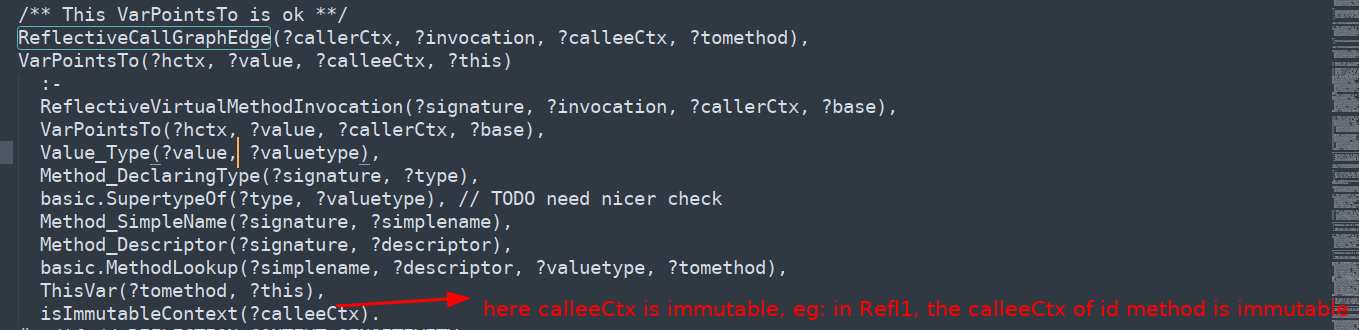 /** This VarPointsTo is ok **/
ReflectiveCallGraphEdge(?callerCtx, ?invocation, ?calleeCtx, ?tomethod),
VarPointsTo(?hctx, ?value, ?calleeCtx, ?this)
:-
ReflectiveVirtualMethodInvocation(?signature, ?invocation, ?callerCtx, ?base),
VarPointsTo(?hctx, ?value, ?callerCtx, ?base),
Value_Type(?value, ?valuetype),
Method_DeclaringType(?signature, ?type),
basic.SupertypeOf(?type, ?valuetype), // TODO need nicer check
Method_SimpleName(?signature, ?simplename),
Method_Descriptor(?signature, ?descriptor),
basic.MethodLookup(?simplename, ?descriptor, ?valuetype, ?tomethod),
ThisVar(?tomethod, ?this),
isImmutableContext(?calleeCtx).
here calleeCtx is immutable, eg: in Refl1, the calleeCtx of id method is immutable